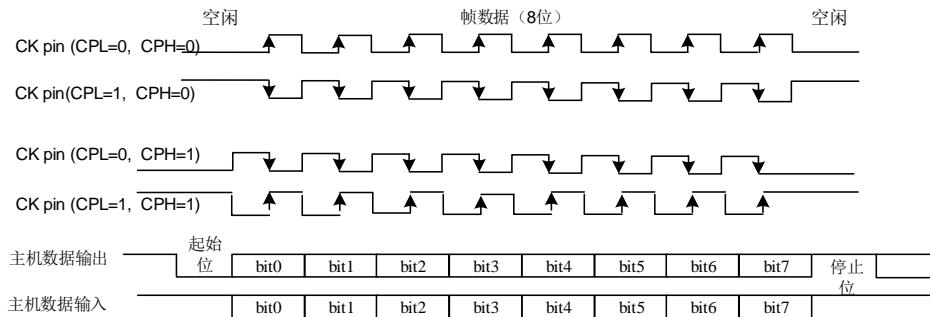 空闲 帧数据（8位） 空闲
CK pin (CPL=0, CPH=0)
CK pin(CPL=1, CPH=0)
CK pin (CPL=0, CPH=1)
CK pin (CPL=1, CPH=1)
起始位
主机数据输出 bit0 bit1 bit2 bit3 bit4 bit5 bit6 bit7 停止位
主机数据输入 bit0 bit1 bit2 bit3 bit4 bit5 bit6 bit7